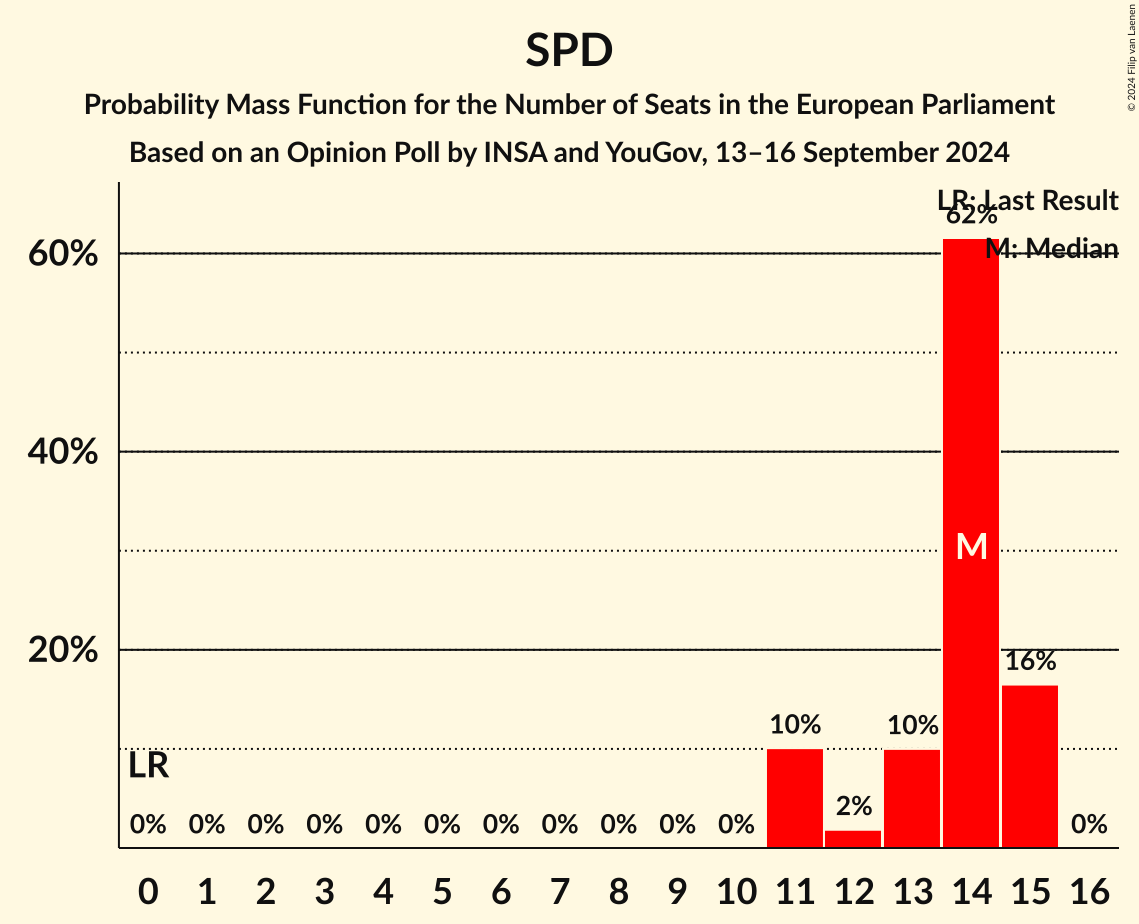 SPD
Probability Mass Function for the Number of Seats in the European Parliament
Based on an Opinion Poll by INSA and YouGov, 13–16 September 2024
© 2024 Filip van Laenen
LR: Last Result
M: Median
60%
40%
20%
62%
M
16%
10%
10%
2%
LR
0% 0% 0% 0% 0% 0% 0% 0% 0% 0% 0% 0%
0 1 2 3 4 5 6 7 8 9 10 11 12 13 14 15 16